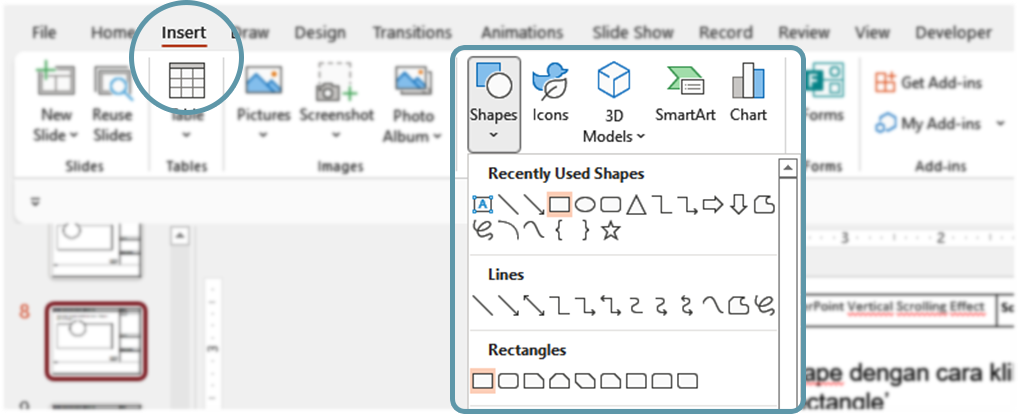 File Home Insert Draw Design Transitions Animations Slide Show Record Review View Developer
New Slide
Reuse Slides
Table
Pictures
Screenshot
Photo Album
Shapes
Icons
3D Models
SmartArt
Chart
Forms
Get Add-ins
My Add-ins
Slides
Tables
Images
Forms
Add-ins
Recently Used Shapes
A
Lines
Rectangles
8
9
3
2
3
Point Vertical Scrolling Effect
ape dengan cara kli
ctangle'